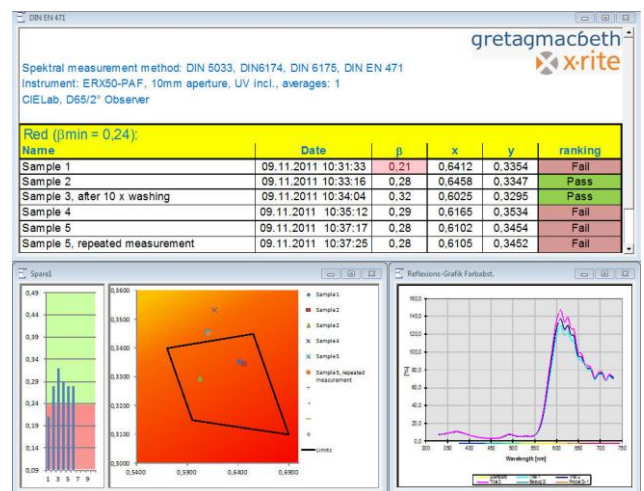 DIN EN 471
gretagmacbeth
x·rite
Spektral measurement method: DIN 5033, DIN6174, DIN 6175, DIN EN 471
Instrument: ERX50-PAF, 10mm aperture, UV incl., averages: 1
CIELab, D65/2° Observer
Red (βmin = 0,24):
Name Date β x y ranking
Sample 1 09.11.2011 10:31:33 0,21 0,6412 0,3354 Fail
Sample 2 09.11.2011 10:33:16 0,28 0,6458 0,3347 Pass
Sample 3, after 10 x washing 09.11.2011 10:34:04 0,32 0,6025 0,3295 Pass
Sample 4 09.11.2011 10:35:12 0,29 0,6165 0,3534 Fail
Sample 5 09.11.2011 10:37:17 0,28 0,6102 0,3454 Fail
Sample 5, repeated measurement 09.11.2011 10:37:25 0,28 0,6105 0,3452 Fail
Spare1
0,49
0,44
0,39
0,34
0,29
0,24
0,19
0,14
0,09
1 3 5 7 9
0,3600
0,3400
0,3300
0,3100
0,3000
0,5400 0,5900 0,6400 0,6900
Sample1
Sample2
Sample3
Sample4
Sample5
Sample5, repeated
measurement
Limits
Reflexions-Grafik Farbabst.
160,0
140,0
120,0
100,0
80,0
60,0
40,0
20,0
0,0
[%]
300 350 400 450 500 550 600 650 700 750
Wavelength [nm]